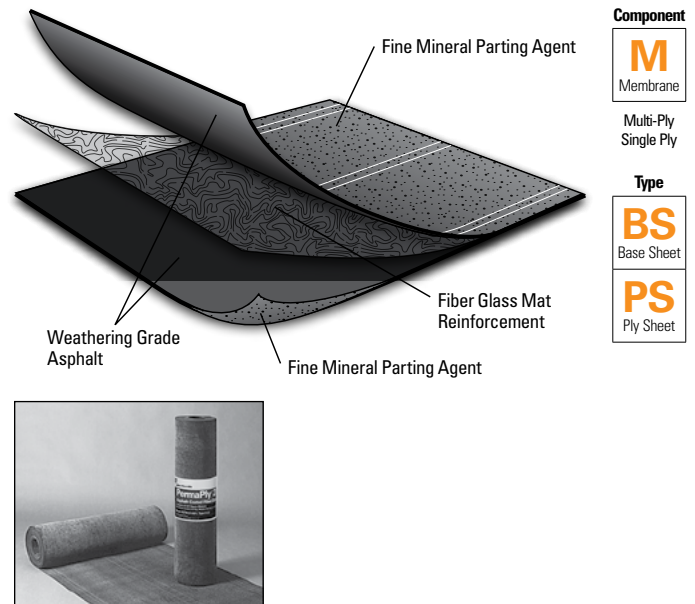 Component
Fine Mineral Parting Agent
M
Membrane
Multi-Ply
Single Ply
Type
BS
Base Sheet
PS
Ply Sheet
Fiber Glass Mat
Reinforcement
Weathering Grade
Asphalt
Fine Mineral Parting Agent
PermaPly